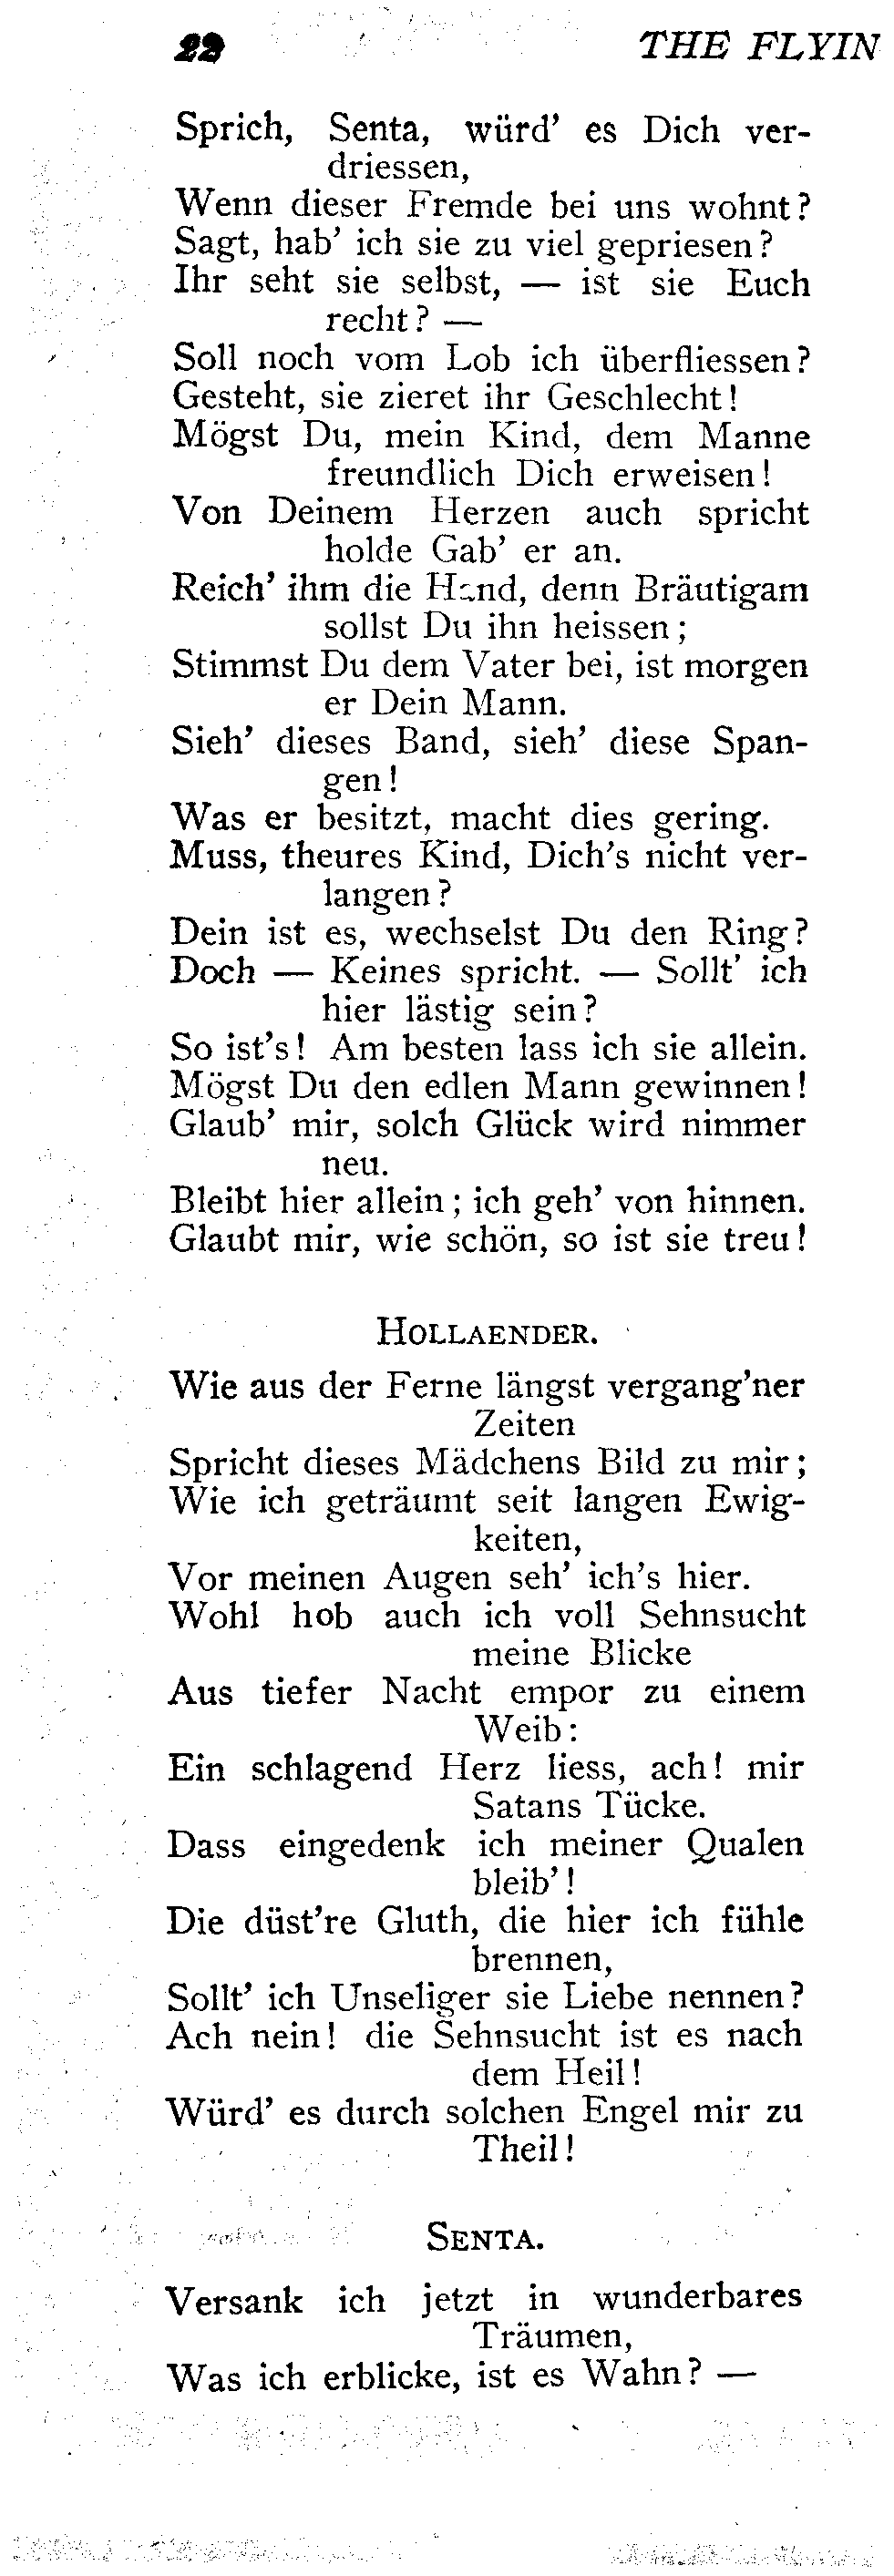 22 THE FLYIN
Sprich, Senta, würd' es Dich ver-
driessen,
Wenn dieser Fremde bei uns wohnt?
Sagt, hab' ich sie zu viel gepriesen?
Ihr seht sie selbst, — ist sie Euch
recht? —
Soll noch vom Lob ich überfliessen?
Gesteht, sie zieret ihr Geschlecht!
Mögst Du, mein Kind, dem Manne
freundlich Dich erweisen!
Von Deinem Herzen auch spricht
holde Gab' er an.
Reich' ihm die Hand, denn Bräutigam
sollst Du ihn heissen;
Stimmst Du dem Vater bei, ist morgen
er Dein Mann.
Sieh' dieses Band, sieh' diese Span-
gen!
Was er besitzt, macht dies gering.
Muss, theures Kind, Dich's nicht ver-
langen?
Dein ist es, wechselst Du den Ring?
Doch — Keines spricht. — Sollt' ich
hier lästig sein?
So ist's! Am besten lass ich sie allein.
Mögst Du den edlen Mann gewinnen!
Glaub' mir, solch Glück wird nimmer
neu.
Bleibt hier allein; ich geh' von hinnen.
Glaubt mir, wie schön, so ist sie treu!
HOLLAENDER.
Wie aus der Ferne längst vergang'ner
Zeiten
Spricht dieses Mädchens Bild zu mir;
Wie ich geträumt seit langen Ewig-
keiten,
Vor meinen Augen seh' ich's hier.
Wohl hob auch ich voll Sehnsucht
meine Blicke
Aus tiefer Nacht empor zu einem
Weib:
Ein schlagend Herz liess, ach! mir
Satans Tücke.
Dass eingedenk ich meiner Qualen
bleib'!
Die düst're Gluth, die hier ich fühle
brennen,
Sollt' ich Unseliger sie Liebe nennen?
Ach nein! die Sehnsucht ist es nach
dem Heil!
Würd' es durch solchen Engel mir zu
Theil!
SENTA.
Versank ich jetzt in wunderbares
Träumen,
Was ich erblicke, ist es Wahn? —